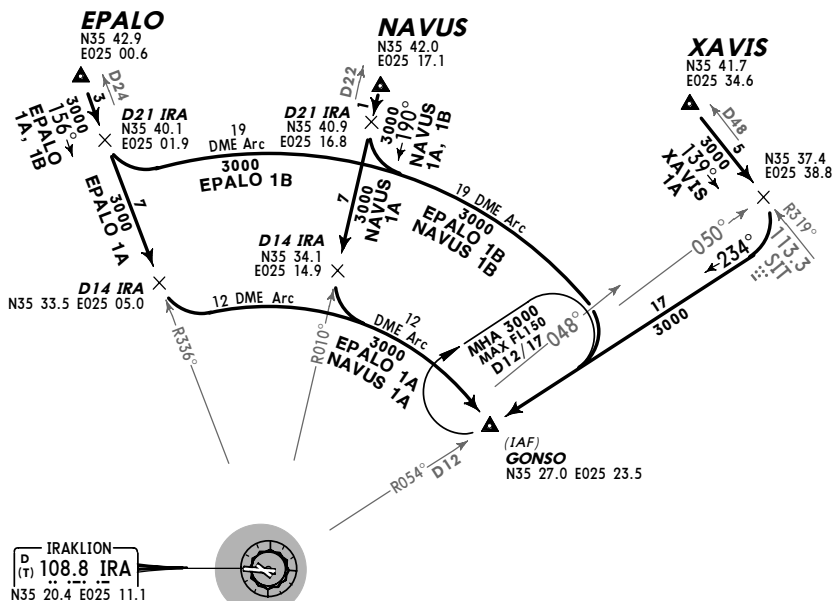 EPALO
N35 42.9
E025 00.6
NAVUS
N35 42.0
E025 17.1
XAVIS
N35 41.7
E025 34.6
D24
3
3000
156°
EPALO
1A, 1B
D21 IRA
N35 40.1
E025 01.9
19
DME Arc
3000
EPALO 1B
D22
1
3000
190°
NAVUS
1A, 1B
D21 IRA
N35 40.9
E025 16.8
D48
5
3000
139°
XAVIS
1A
N35 37.4
E025 38.8
7
3000
EPALO 1A
7
3000
NAVUS
1A
19 DME Arc
3000
EPALO 1B
NAVUS 1B
R319°
113.3
SIT
050°
234°
17
3000
D14 IRA
N35 34.1
E025 14.9
D14 IRA
N35 33.5 E025 05.0
12 DME Arc
12
DME Arc
3000
EPALO 1A
NAVUS 1A
MHA 3000
MAX FL150
D12/17
048°
R336°
R010°
R054°
D12
(IAF)
GONSO
N35 27.0 E025 23.5
IRAKLION
D
(T) 108.8 IRA
N35 20.4 E025 11.1